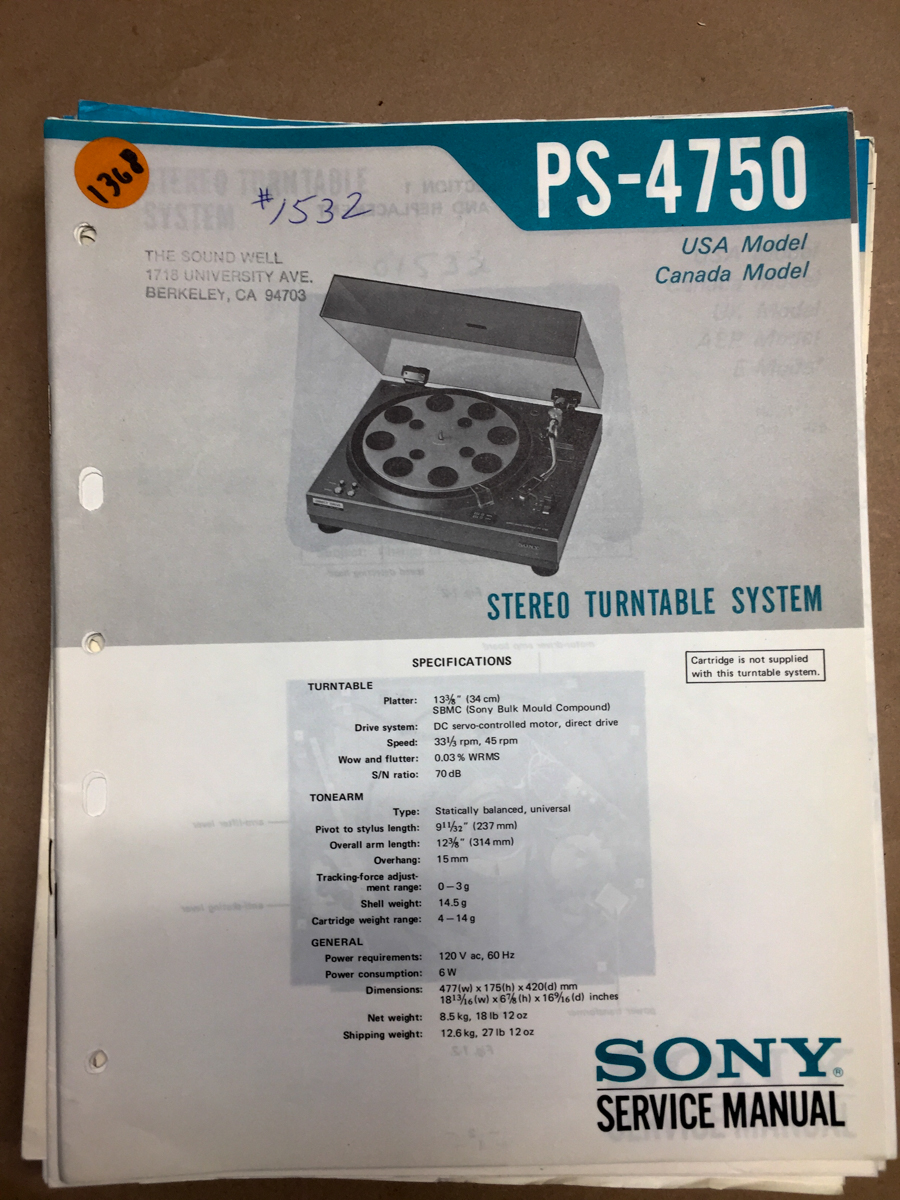 PS-4750
1368
#1532
USA Model
Canada Model
THE SOUND WELL
1718 UNIVERSITY AVE.
BERKELEY, CA 94703
SONY
STEREO TURNTABLE SYSTEM
SPECIFICATIONS
Cartridge is not supplied
with this turntable system.
TURNTABLE
Platter: 13⅜" (34 cm)
SBMC (Sony Bulk Mould Compound)
Drive system: DC servo-controlled motor, direct drive
Speed: 33⅓ rpm, 45 rpm
Wow and flutter: 0.03% WRMS
S/N ratio: 70 dB
TONEARM
Type: Statically balanced, universal
Pivot to stylus length: 9 11/32" (237 mm)
Overall arm length: 12⅜" (314 mm)
Overhang: 15 mm
Tracking-force adjust-
ment range: 0–3 g
Shell weight: 14.5 g
Cartridge weight range: 4–14 g
GENERAL
Power requirements: 120 V ac, 60 Hz
Power consumption: 6 W
Dimensions: 477(w) x 175(h) x 420(d) mm
18 13/16 (w) x 6⅞ (h) x 16 9/16 (d) inches
Net weight: 8.5 kg, 18 lb 12 oz
Shipping weight: 12.6 kg, 27 lb 12 oz
SONY®
SERVICE MANUAL